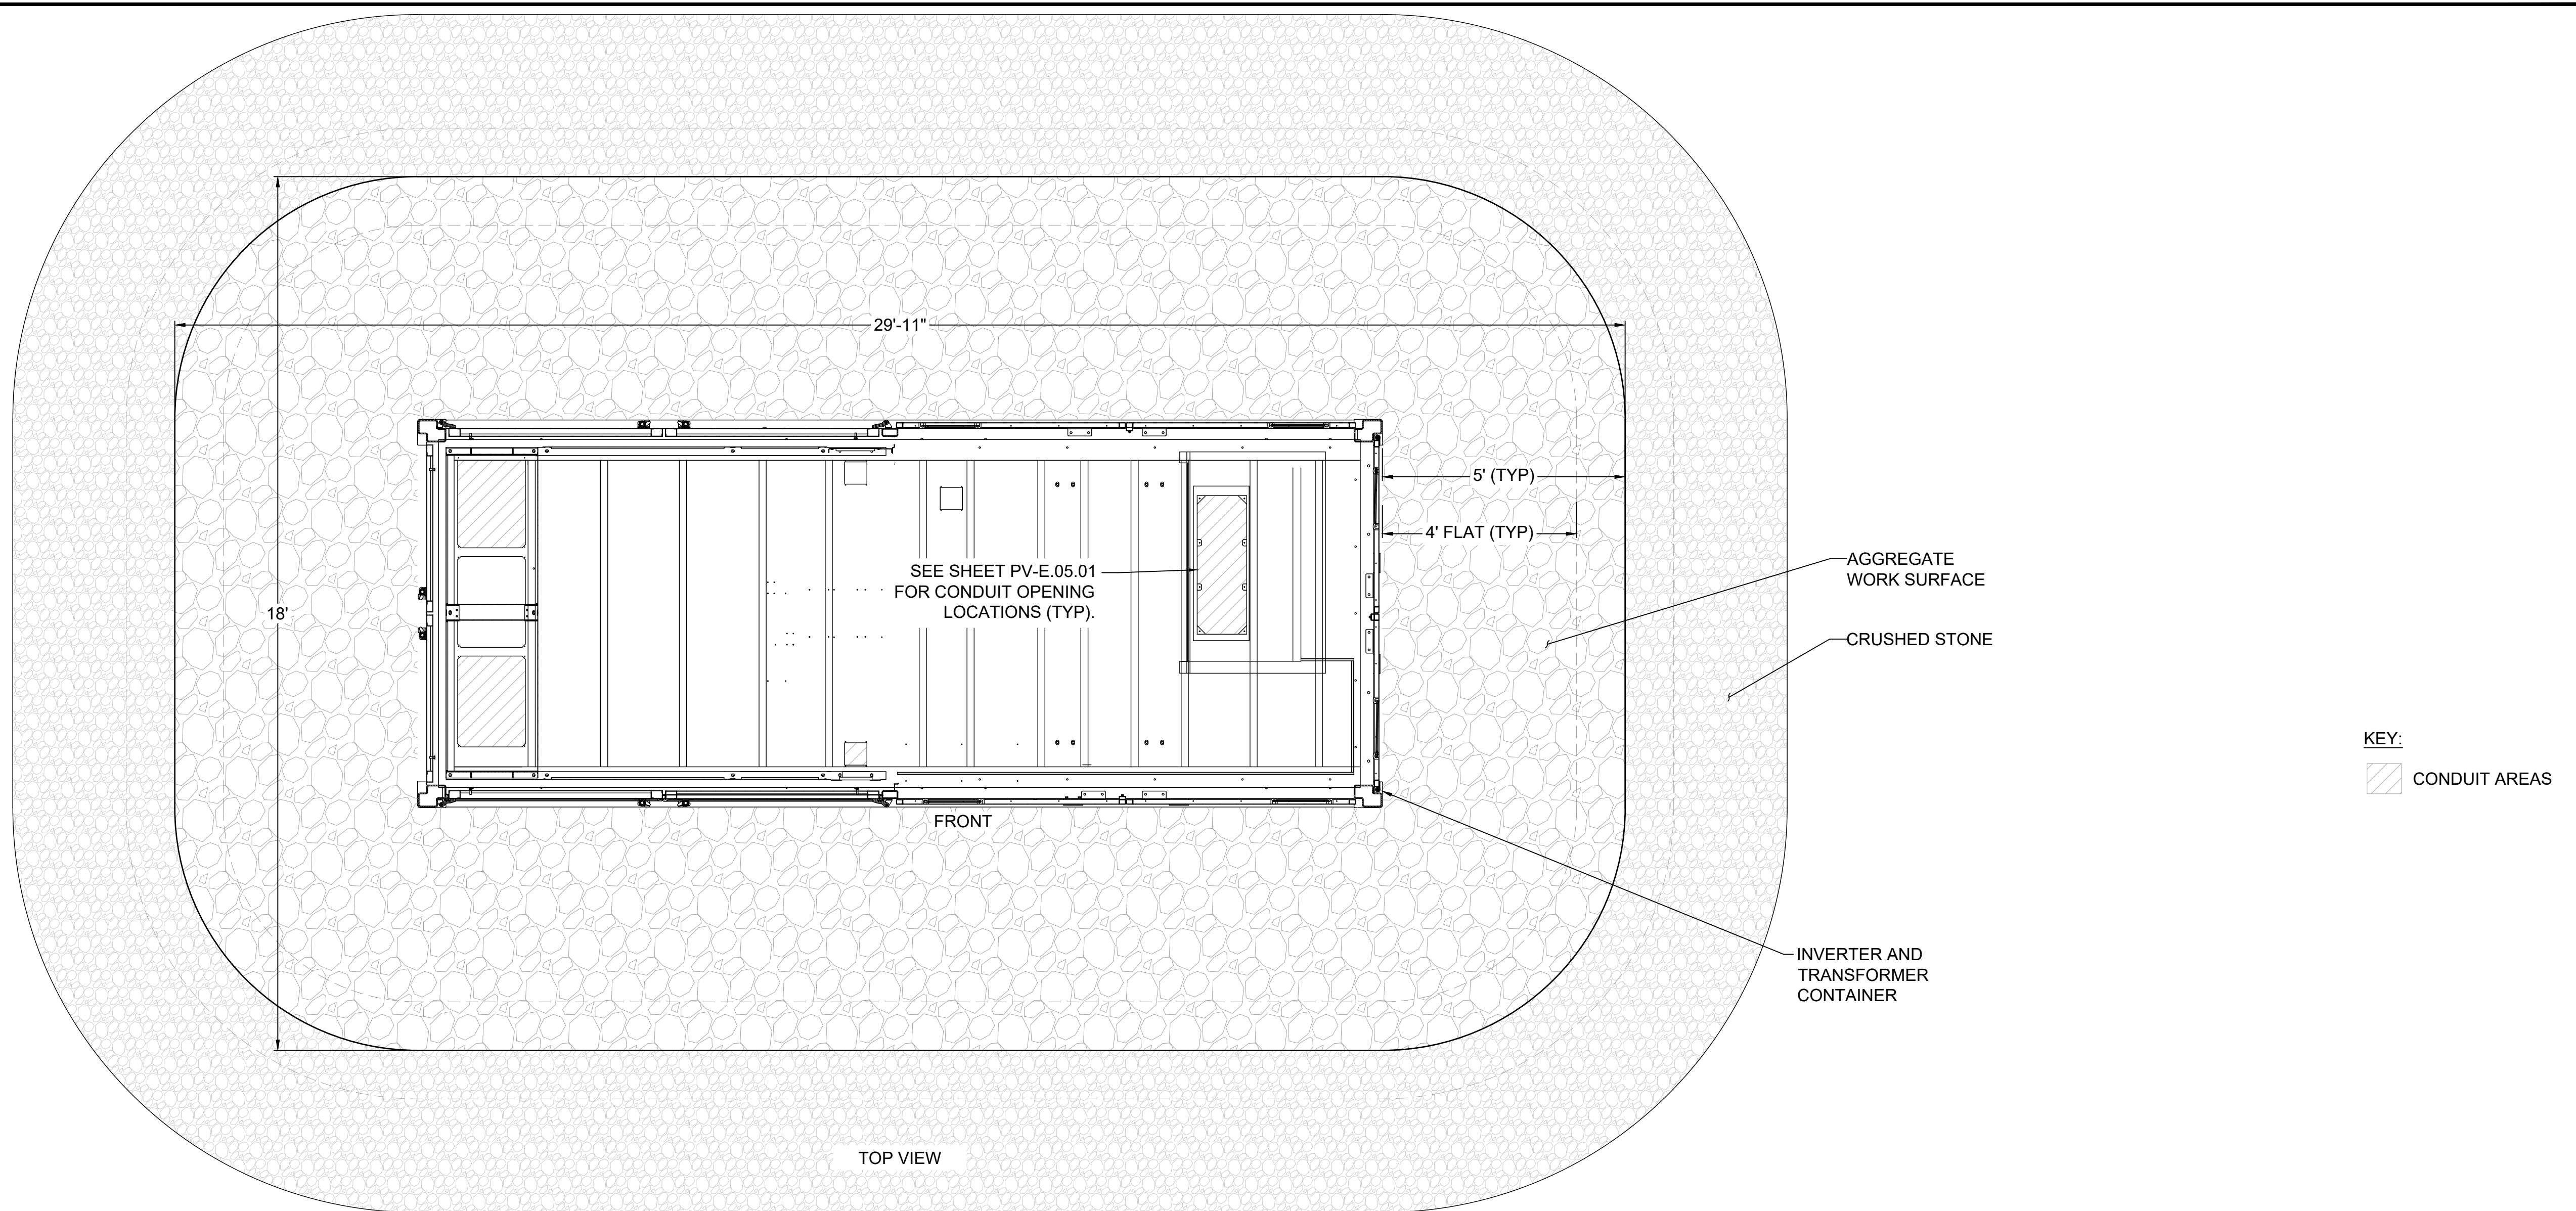 29'-11"
5' (TYP)
4' FLAT (TYP)
AGGREGATE
WORK SURFACE
SEE SHEET PV-E.05.01
FOR CONDUIT OPENING
LOCATIONS (TYP).
18'
CRUSHED STONE
KEY:
CONDUIT AREAS
FRONT
INVERTER AND
TRANSFORMER
CONTAINER
TOP VIEW